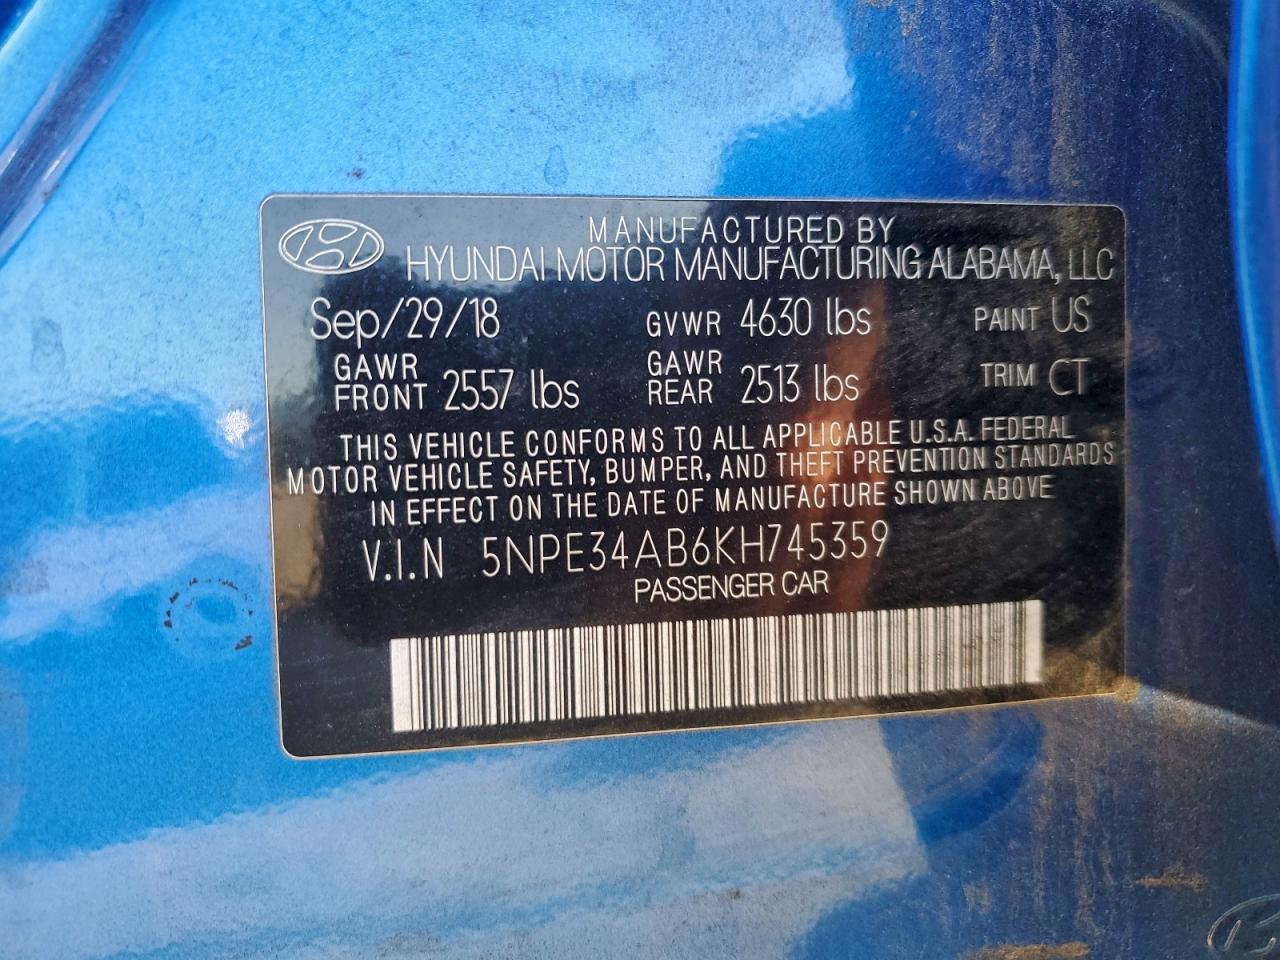 MANUFACTURED BY
HYUNDAI MOTOR MANUFACTURING ALABAMA, LLC
Sep/29/18 GVWR 4630 lbs PAINT US
GAWR FRONT 2557 lbs GAWR REAR 2513 lbs TRIM CT
THIS VEHICLE CONFORMS TO ALL APPLICABLE U.S.A. FEDERAL
MOTOR VEHICLE SAFETY, BUMPER, AND THEFT PREVENTION STANDARDS
IN EFFECT ON THE DATE OF MANUFACTURE SHOWN ABOVE
V.I.N 5NPE34AB6KH745359
PASSENGER CAR